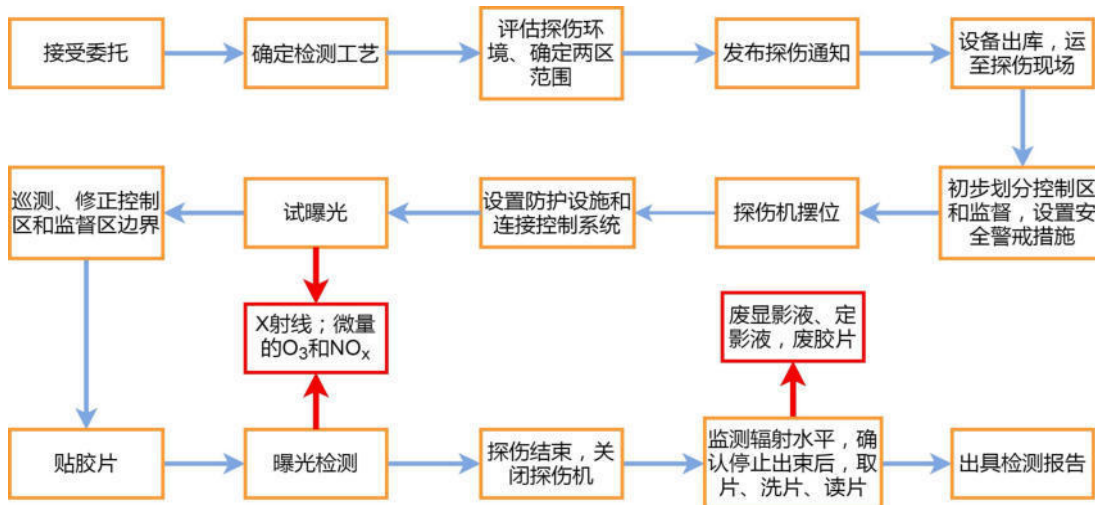 接受委托
确定检测工艺
评估探伤环
境、确定两区
范围
发布探伤通知
设备出库，运
至探伤现场
初步划分控制区
和监督，设置安
全警戒措施
探伤机摆位
设置防护设施和
连接控制系统
试曝光
巡测、修正控制
区和监督区边界
X射线；微量
的O₃和NOₓ
废显影液、定
影液，废胶片
贴胶片
曝光检测
探伤结束，关
闭探伤机
监测辐射水平，确
认停止出束后，取
片、洗片、读片
出具检测报告